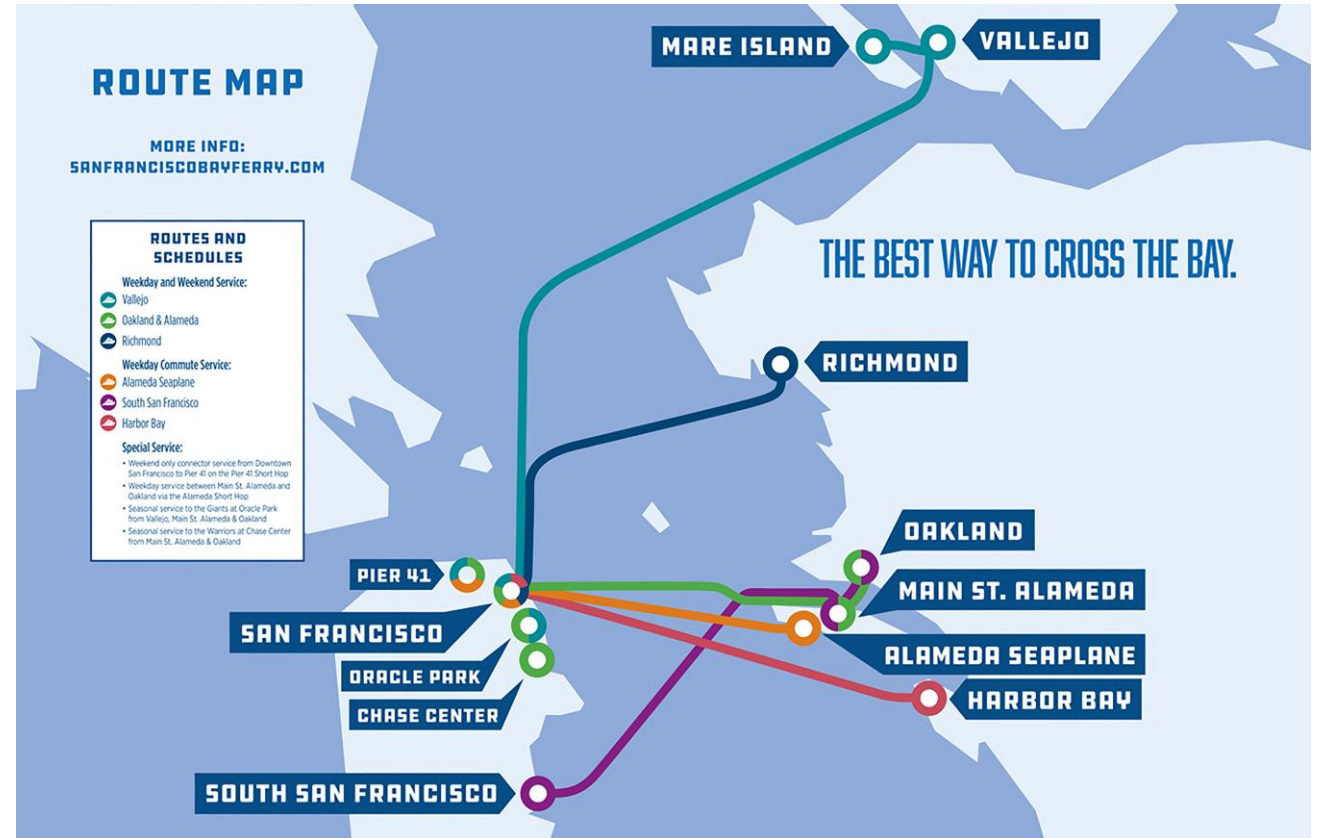 ROUTE MAP
MORE INFO:
SANFRANCISCOBAYFERRY.COM
ROUTES AND
SCHEDULES
Weekday and Weekend Service:
Vallejo
Oakland & Alameda
Richmond
Weekday Commute Service:
Alameda Seaplane
South San Francisco
Harbor Bay
Special Service:
• Weekend only connector service from Downtown
San Francisco to Pier 41 on the Pier 41 Short Hop
• Weekday service between Main St. Alameda and
Oakland via the Alameda Short Hop
• Seasonal service to the Giants at Oracle Park
from Vallejo, Main St. Alameda & Oakland
• Seasonal service to the Warriors at Chase Center
from Main St. Alameda & Oakland
MARE ISLAND
VALLEJO
THE BEST WAY TO CROSS THE BAY.
RICHMOND
OAKLAND
PIER 41
MAIN ST. ALAMEDA
SAN FRANCISCO
ALAMEDA SEAPLANE
ORACLE PARK
HARBOR BAY
CHASE CENTER
SOUTH SAN FRANCISCO